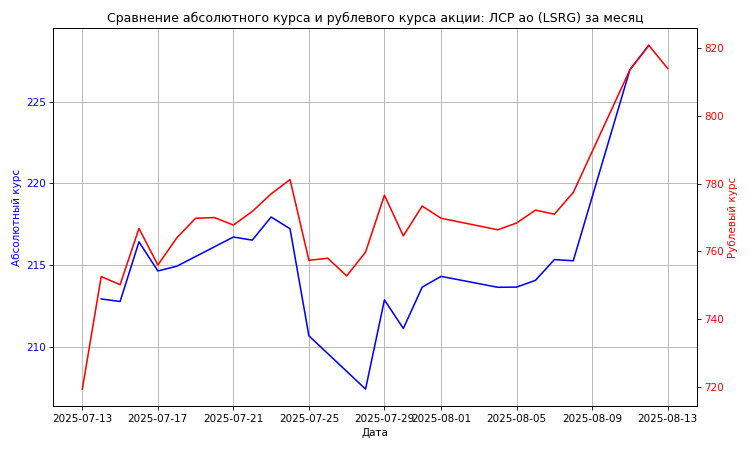 Сравнение абсолютного курса и рублевого курса акции: ЛСР ао (LSRG) за месяц
225
220
215
210
Абсолютный курс
820
800
780
760
740
720
Рублевый курс
2025-07-13 2025-07-17 2025-07-21 2025-07-25 2025-07-29 2025-08-01 2025-08-05 2025-08-09 2025-08-13
Дата